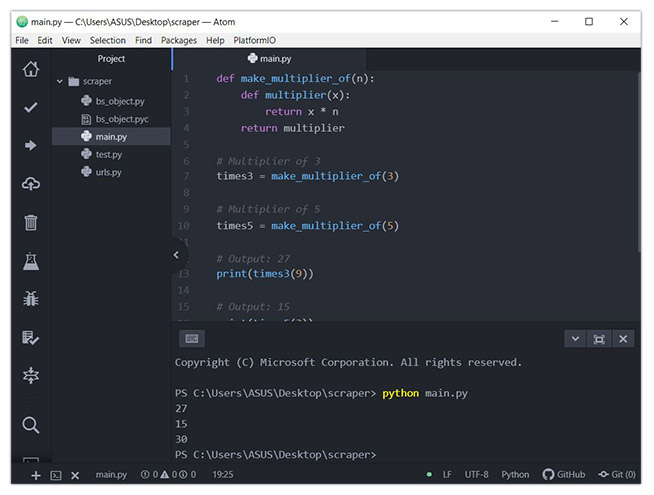 main.py — C:\Users\ASUS\Desktop\scraper — Atom
File Edit View Selection Find Packages Help PlatformIO
Project
scraper
bs_object.py
bs_object.pyc
main.py
test.py
urls.py
main.py
1 def make_multiplier_of(n):
2 def multiplier(x):
3 return x * n
4 return multiplier
5
6 # Multiplier of 3
7 times3 = make_multiplier_of(3)
8
9 # Multiplier of 5
10 times5 = make_multiplier_of(5)
11
12 # Output: 27
13 print(times3(9))
14
15 # Output: 15
Copyright (C) Microsoft Corporation. All rights reserved.
PS C:\Users\ASUS\Desktop\scraper> python main.py
27
15
30
PS C:\Users\ASUS\Desktop\scraper>
main.py 0 0 0 19:25 LF UTF-8 Python GitHub Git (0)